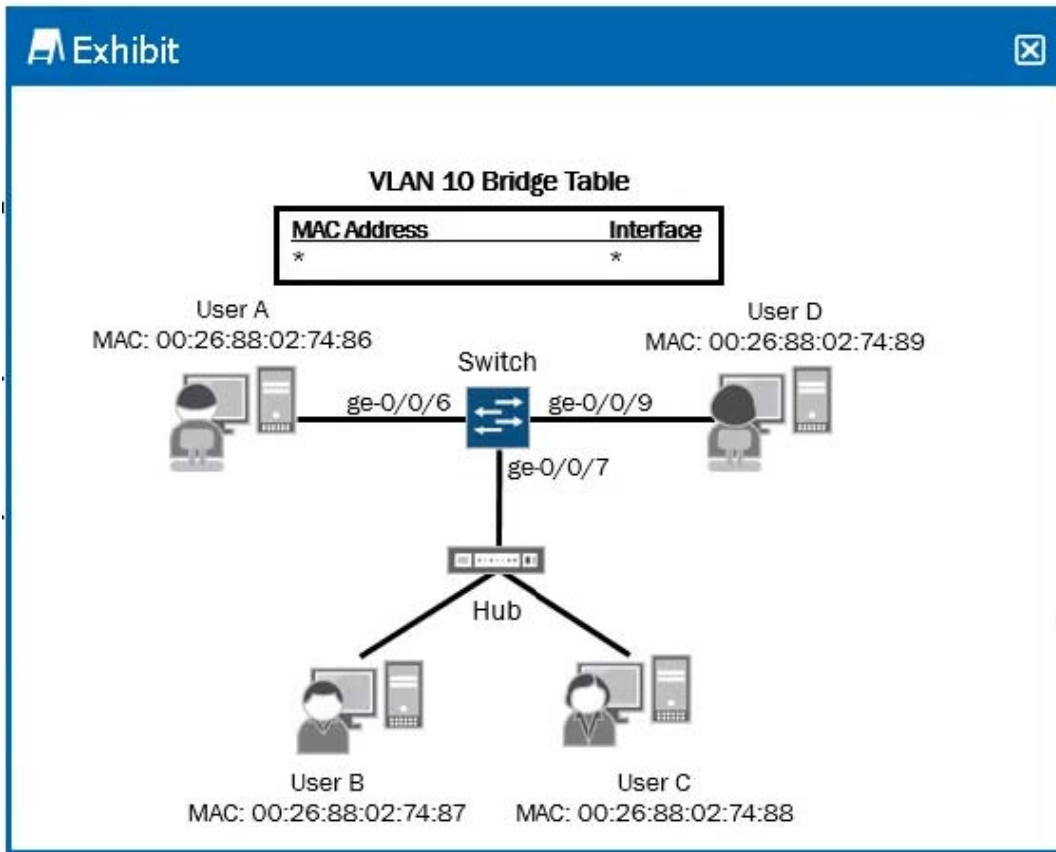 Exhibit
VLAN 10 Bridge Table
MAC Address Interface
* *
User A
MAC: 00:26:88:02:74:86
User D
MAC: 00:26:88:02:74:89
Switch
ge-0/0/6
ge-0/0/9
ge-0/0/7
Hub
User B
MAC: 00:26:88:02:74:87
User C
MAC: 00:26:88:02:74:88